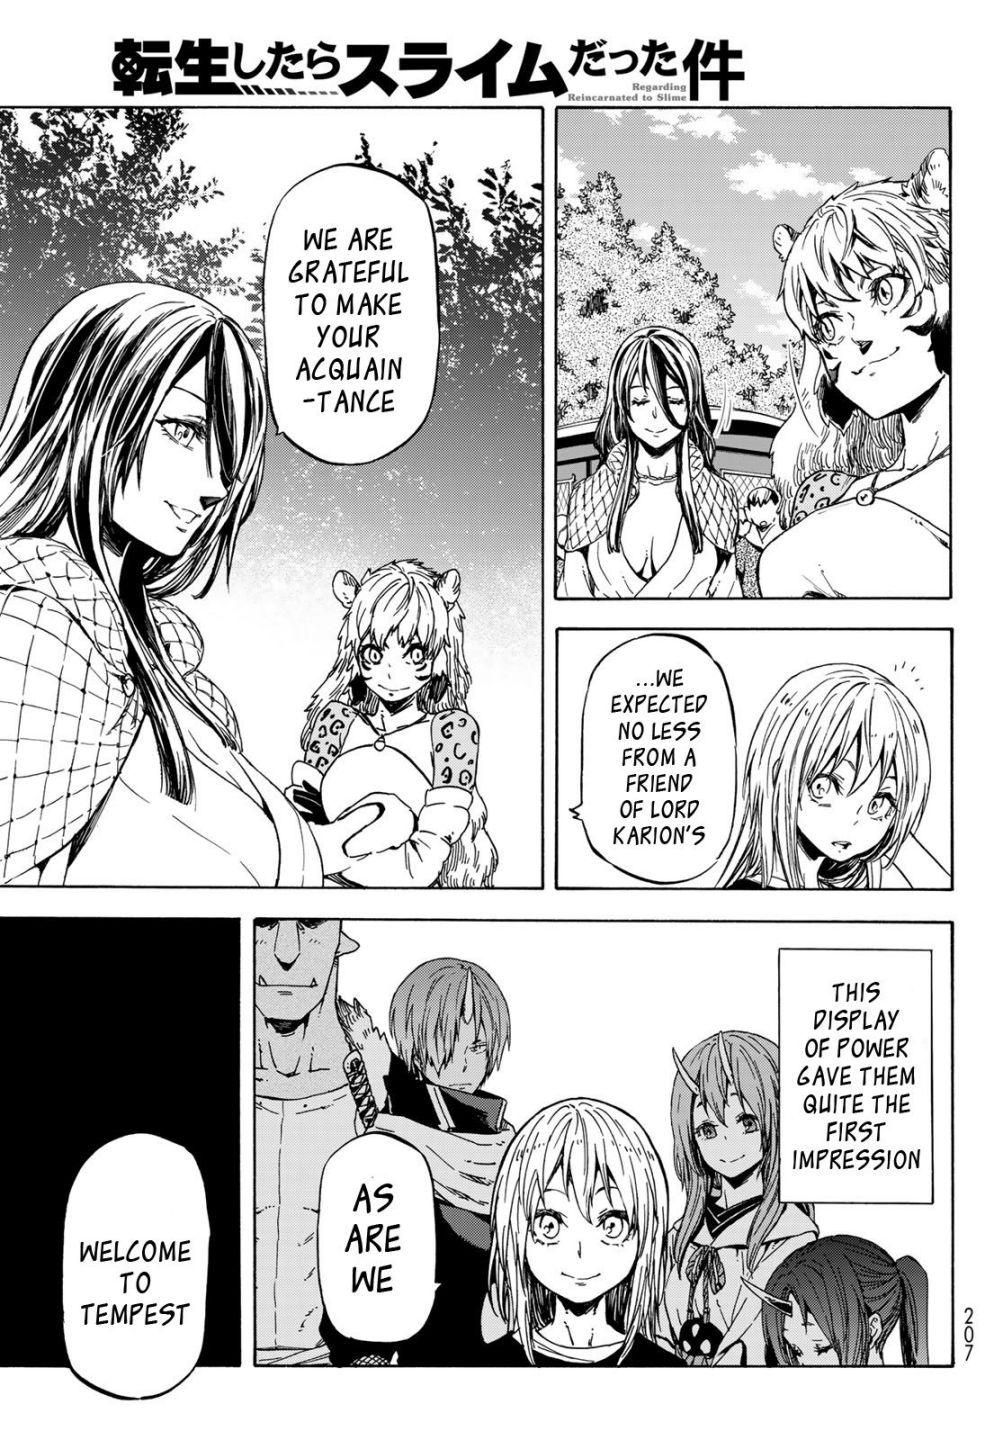 転生したらスライムだった件
Regarding
Reincarnated to Slime
...WE
EXPECTED
NO LESS
FROM A
FRIEND
OF LORD
KARION'S
WE ARE
GRATEFUL
TO MAKE
YOUR
ACQUAIN
-TANCE
THIS
DISPLAY
OF POWER
GAVE THEM
QUITE THE
FIRST
IMPRESSION
AS
ARE
WE
WELCOME
TO
TEMPEST
207